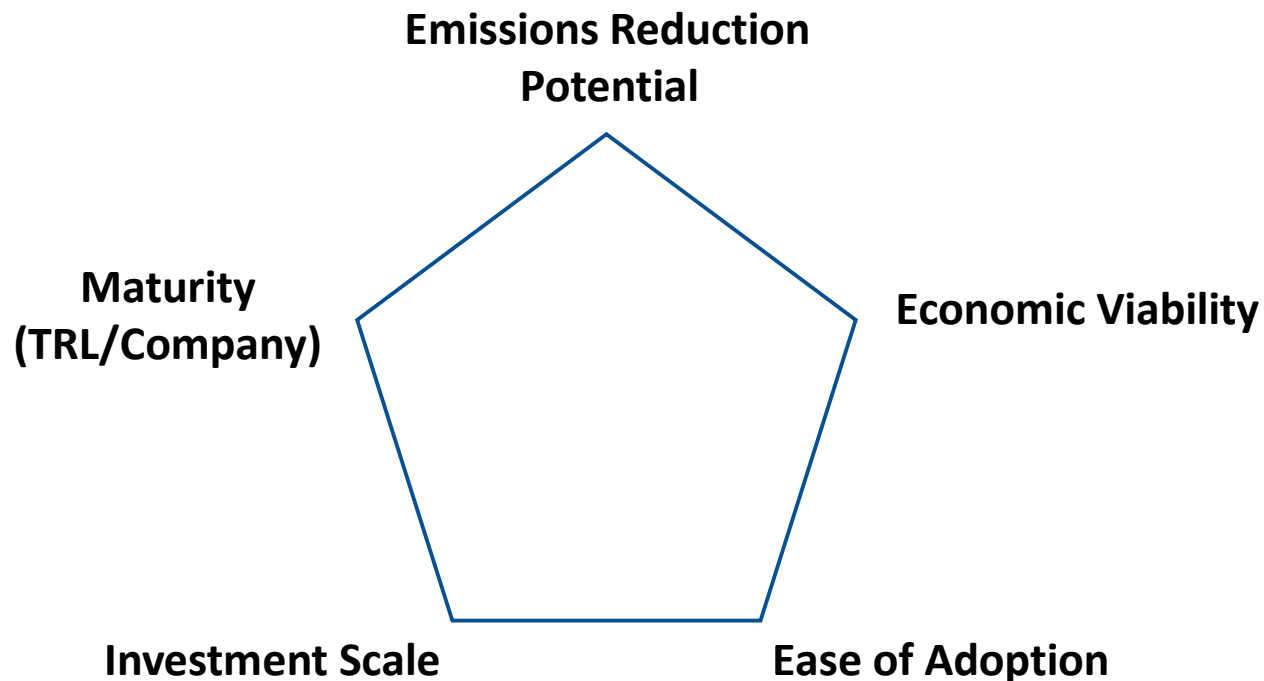 Emissions Reduction
Potential
Maturity
(TRL/Company)
Economic Viability
Investment Scale
Ease of Adoption